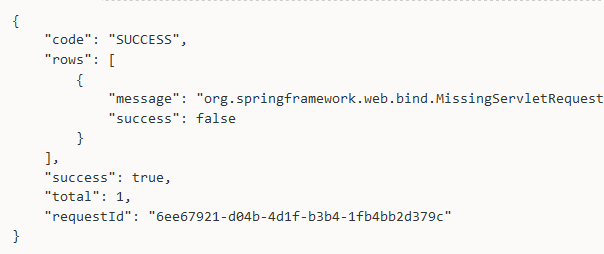 {
    "code": "SUCCESS",
    "rows": [
        {
            "message": "org.springframework.web.bind.MissingServletRequest
            "success": false
        }
    ],
    "success": true,
    "total": 1,
    "requestId": "6ee67921-d04b-4d1f-b3b4-1fb4bb2d379c"
}